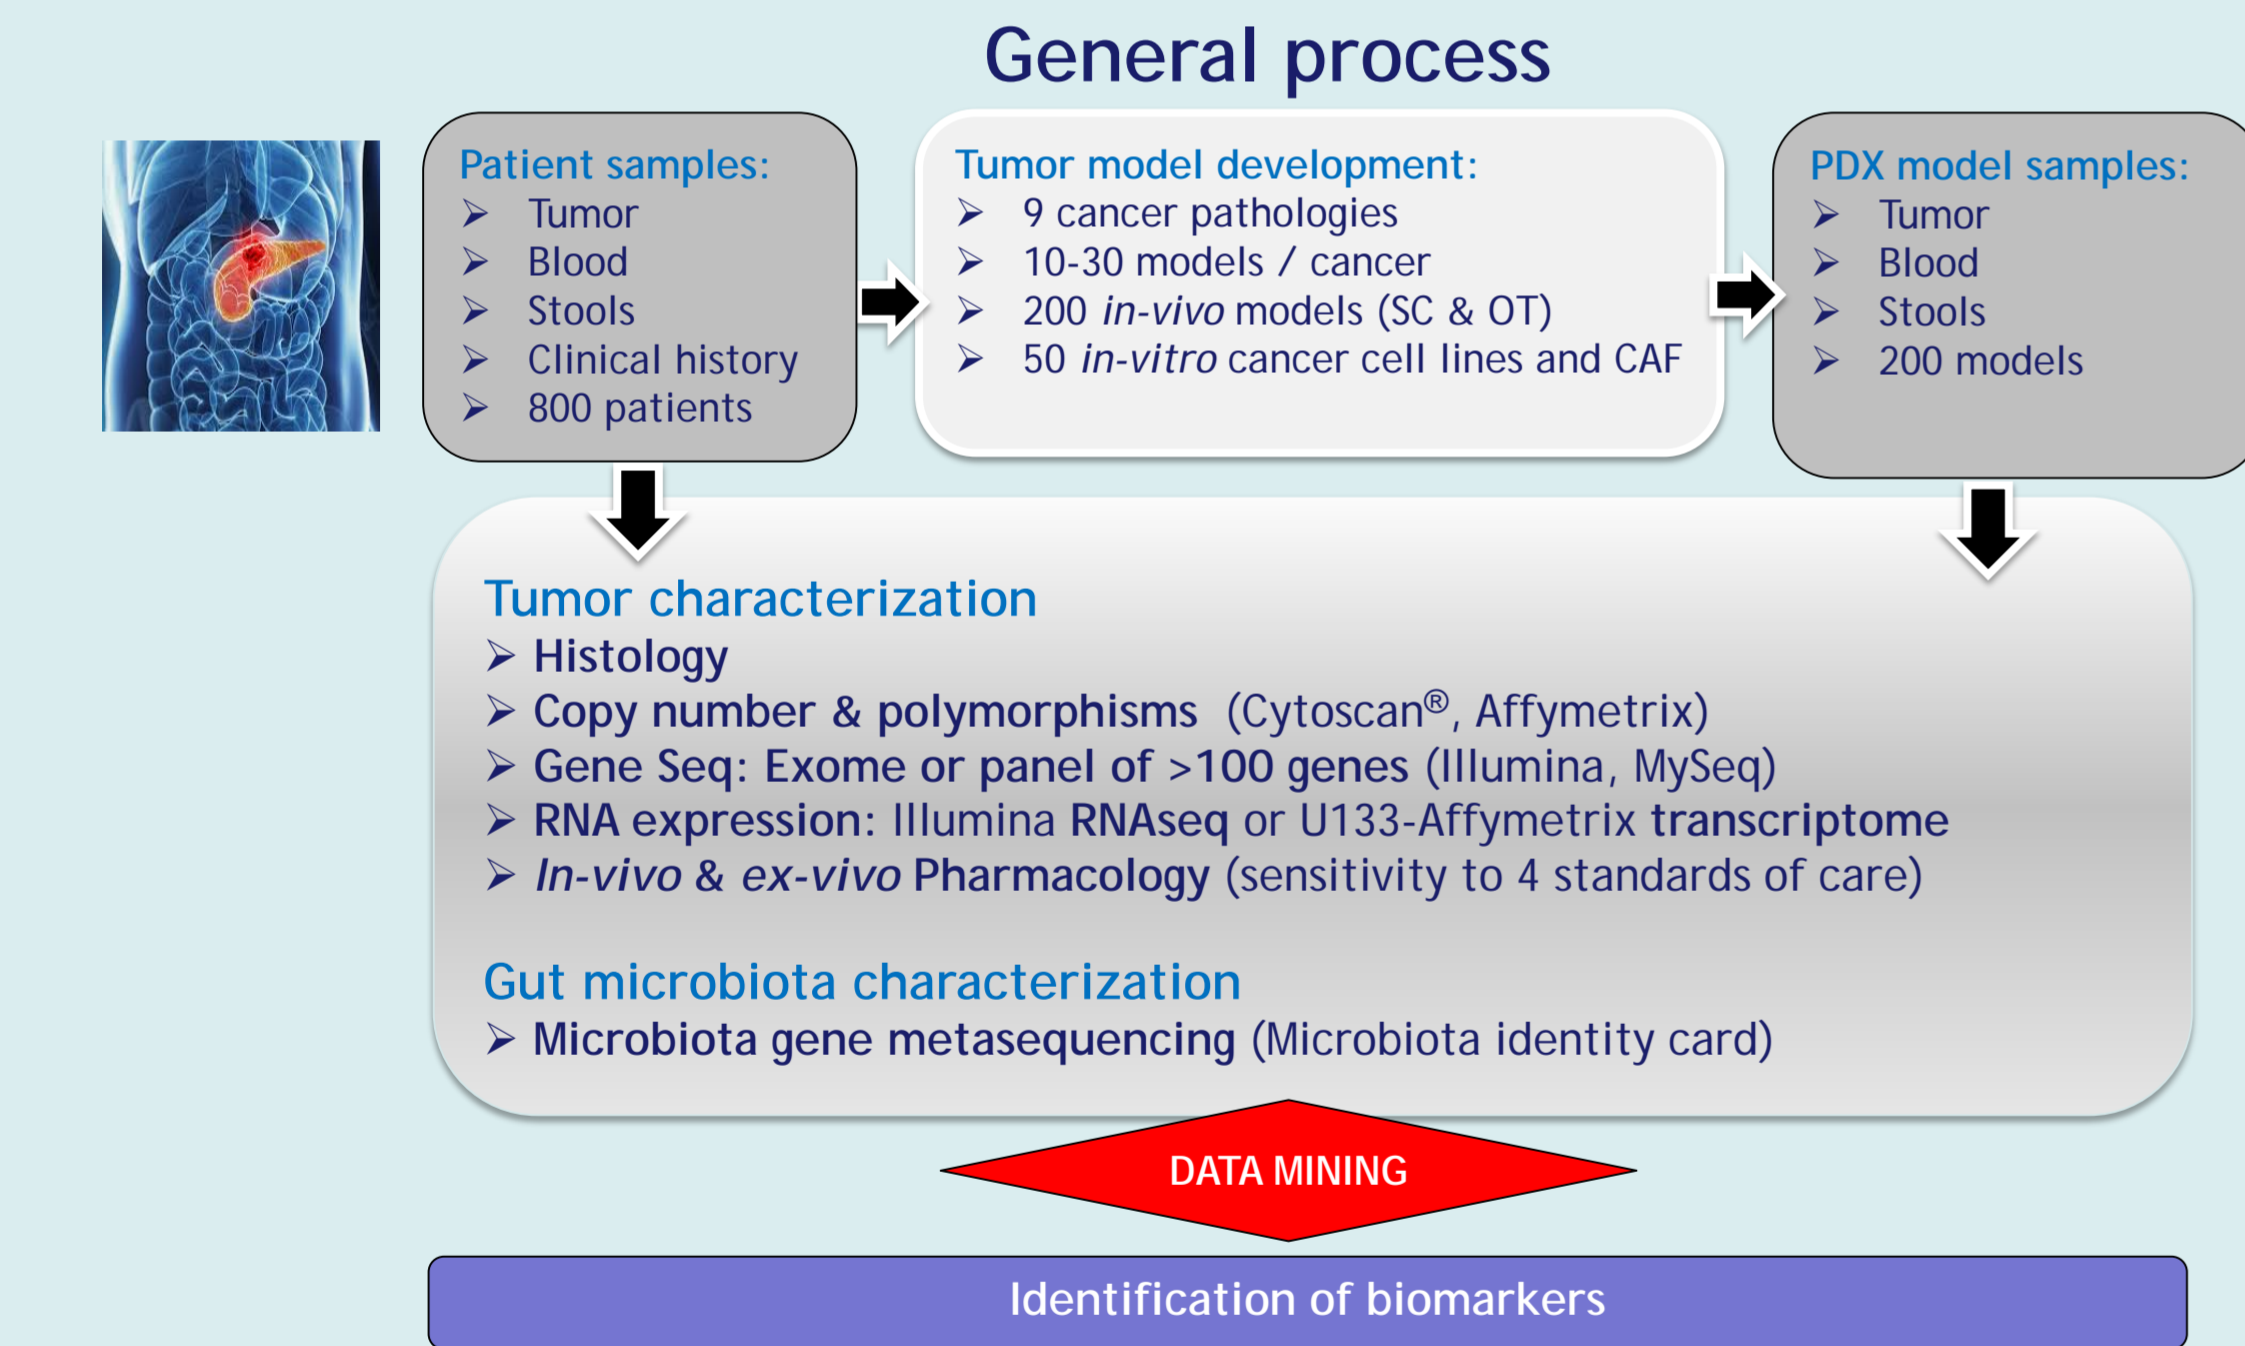 General process
Patient samples:
➢ Tumor
➢ Blood
➢ Stools
➢ Clinical history
➢ 800 patients
Tumor model development:
➢ 9 cancer pathologies
➢ 10-30 models / cancer
➢ 200 in-vivo models (SC & OT)
➢ 50 in-vitro cancer cell lines and CAF
PDX model samples:
➢ Tumor
➢ Blood
➢ Stools
➢ 200 models
Tumor characterization
➢ Histology
➢ Copy number & polymorphisms (Cytoscan®, Affymetrix)
➢ Gene Seq: Exome or panel of >100 genes (Illumina, MySeq)
➢ RNA expression: Illumina RNAseq or U133-Affymetrix transcriptome
➢ In-vivo & ex-vivo Pharmacology (sensitivity to 4 standards of care)
Gut microbiota characterization
➢ Microbiota gene metasequencing (Microbiota identity card)
DATA MINING
Identification of biomarkers